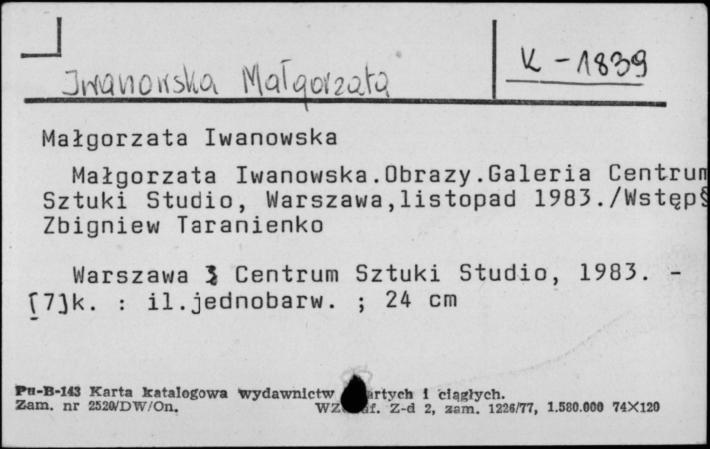 Iwanowska Małgorzata
K-1839
Małgorzata Iwanowska
Małgorzata Iwanowska.Obrazy.Galeria Centrum
Sztuki Studio, Warszawa,listopad 1983./Wstęp§
Zbigniew Taranienko
Warszawa Centrum Sztuki Studio, 1983. -
[7]k. : il.jednobarw. ; 24 cm
Pu-B-143 Karta katalogowa wydawnictw i ciągłych.
Zam. nr 2520/DW/On. Z-d 2, zam. 1226/77, 1.580.000 74×120